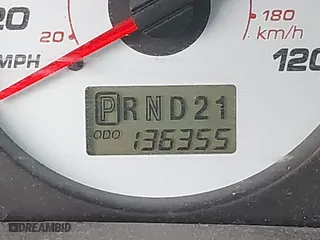 20
20
MPH
180
km/h
120
PRND21
ODO 136355
DREAMBID